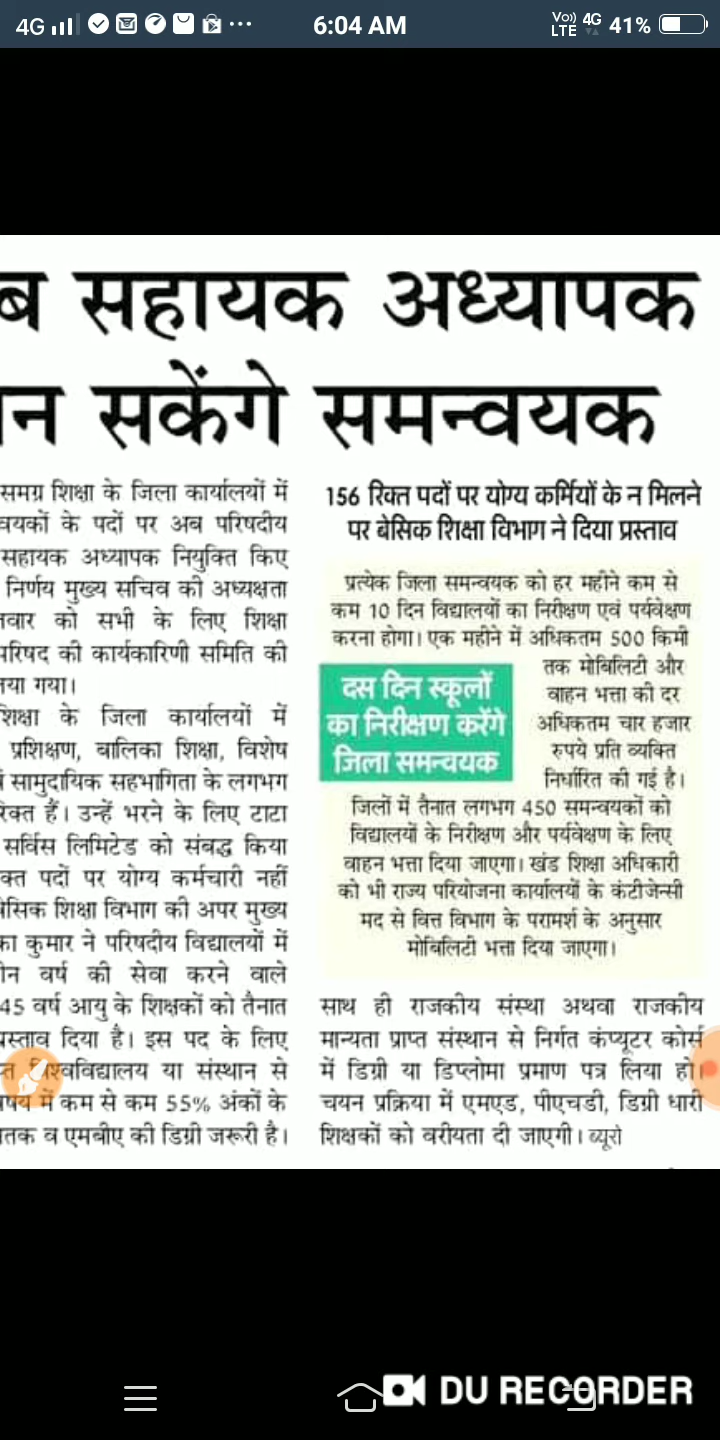 4G 6:04 AM Vo) LTE 4G 41%
ब सहायक अध्यापक
न सकेंगे समन्वयक
समग्र शिक्षा के जिला कार्यालयों में
वयकों के पदों पर अब परिषदीय
सहायक अध्यापक नियुक्ति किए
निर्णय मुख्य सचिव की अध्यक्षता
वार को सभी के लिए शिक्षा
परिषद की कार्यकारिणी समिति की
या गया।
शिक्षा के जिला कार्यालयों में
प्रशिक्षण, बालिका शिक्षा, विशेष
सामुदायिक सहभागिता के लगभग
रिक्त हैं। उन्हें भरने के लिए टाटा
सर्विस लिमिटेड को संबद्ध किया
क्त पदों पर योग्य कर्मचारी नहीं
बेसिक शिक्षा विभाग की अपर मुख्य
का कुमार ने परिषदीय विद्यालयों में
ीन वर्ष की सेवा करने वाले
45 वर्ष आयु के शिक्षकों को तैनात
प्रस्ताव दिया है। इस पद के लिए
विश्वविद्यालय या संस्थान से
षय में कम से कम 55% अंकों के
तक व एमबीए की डिग्री जरूरी है।
156 रिक्त पदों पर योग्य कर्मियों के न मिलने
पर बेसिक शिक्षा विभाग ने दिया प्रस्ताव
प्रत्येक जिला समन्वयक को हर महीने कम से
कम 10 दिन विद्यालयों का निरीक्षण एवं पर्यवेक्षण
करना होगा। एक महीने में अधिकतम 500 किमी
तक मोबिलिटी और
वाहन भत्ता की दर
अधिकतम चार हजार
रुपये प्रति व्यक्ति
निर्धारित की गई है।
दस दिन स्कूलों
का निरीक्षण करेंगे
जिला समन्वयक
जिलों में तैनात लगभग 450 समन्वयकों को
विद्यालयों के निरीक्षण और पर्यवेक्षण के लिए
वाहन भत्ता दिया जाएगा। खंड शिक्षा अधिकारी
को भी राज्य परियोजना कार्यालयों के कंटीजेन्सी
मद से वित्त विभाग के परामर्श के अनुसार
मोबिलिटी भत्ता दिया जाएगा।
साथ ही राजकीय संस्था अथवा राजकीय
मान्यता प्राप्त संस्थान से निर्गत कंप्यूटर कोर्स
में डिग्री या डिप्लोमा प्रमाण पत्र लिया हो।
चयन प्रक्रिया में एमएड, पीएचडी, डिग्री धारी
शिक्षकों को वरीयता दी जाएगी। ब्यूरो
DU RECORDER